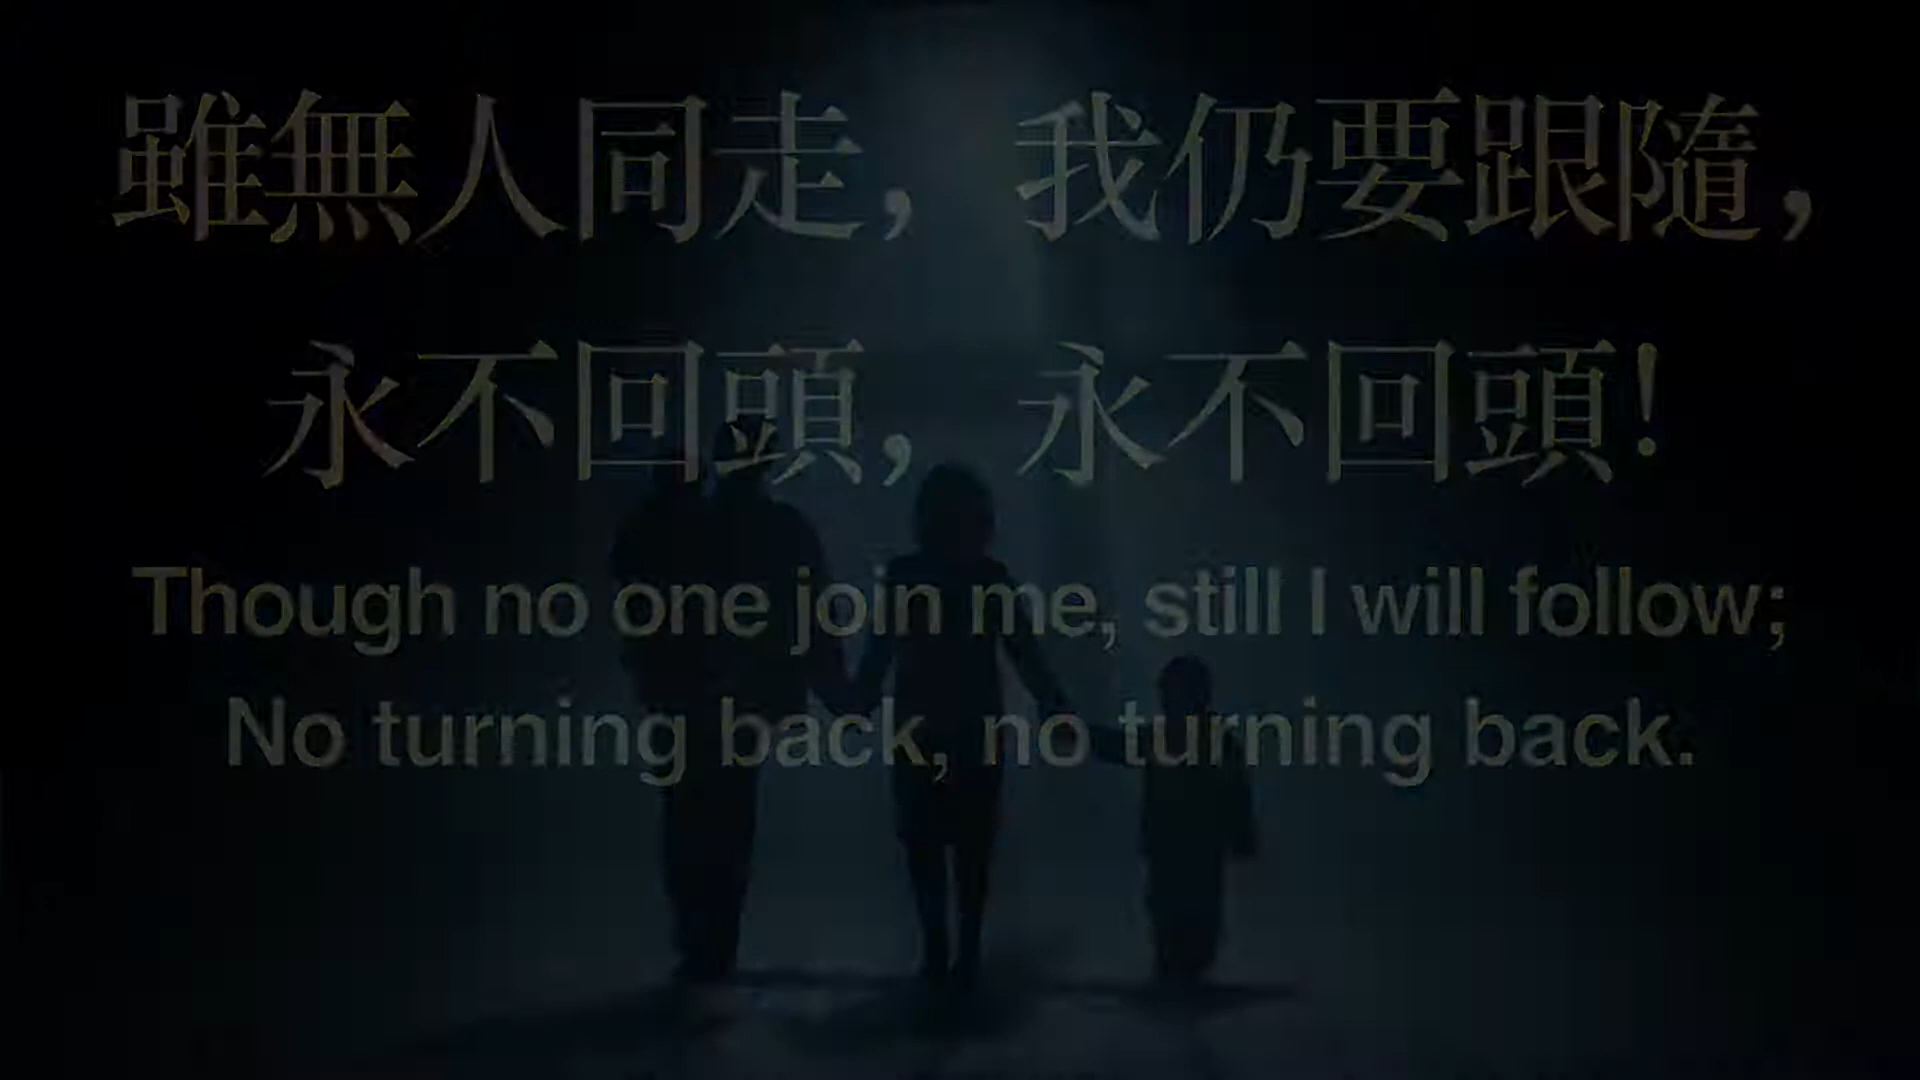 雖無人同走，我仍要跟隨，
永不回頭，永不回頭！
Though no one join me, still I will follow;
No turning back, no turning back.